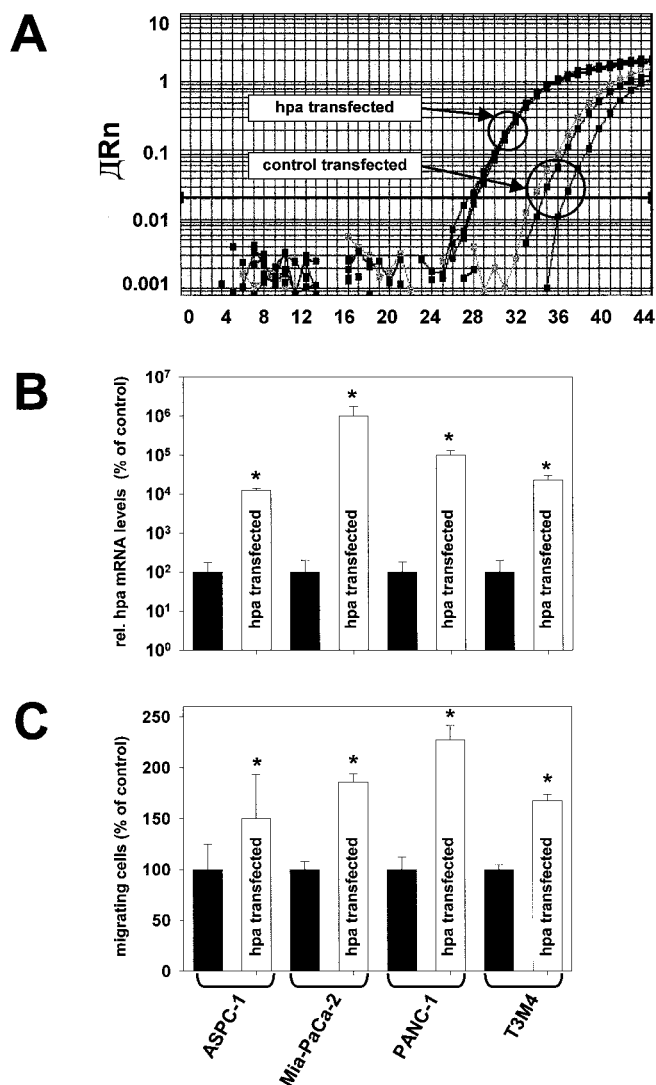 A
10
1
0.1
0.01
0.001
ДRn
hpa transfected
control transfected
0 4 8 12 16 20 24 28 32 36 40 44
B
rel. hpa mRNA levels (% of control)
10⁷
10⁶
10⁵
10⁴
10³
10²
10¹
10⁰
* * * *
hpa transfected
hpa transfected
hpa transfected
hpa transfected
C
migrating cells (% of control)
250
200
150
100
50
0
* * * *
hpa transfected
hpa transfected
hpa transfected
hpa transfected
ASPC-1
Mia-PaCa-2
PANC-1
T3M4